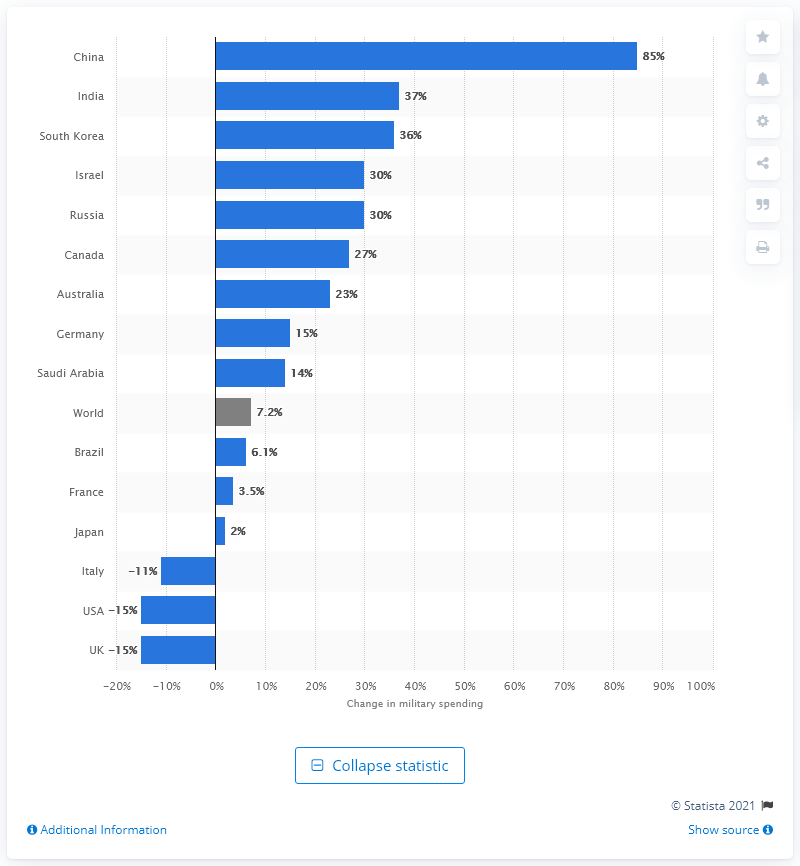 China 85%
India 37%
South Korea 36%
Israel 30%
Russia 30%
Canada 27%
Australia 23%
Germany 15%
Saudi Arabia 14%
World 7.2%
Brazil 6.1%
France 3.5%
Japan 2%
Italy −11%
USA −15%
UK −15%
−20% −10% 0% 10% 20% 30% 40% 50% 60% 70% 80% 90% 100%
Change in military spending
Collapse statistic
© Statista 2021
Additional Information Show source